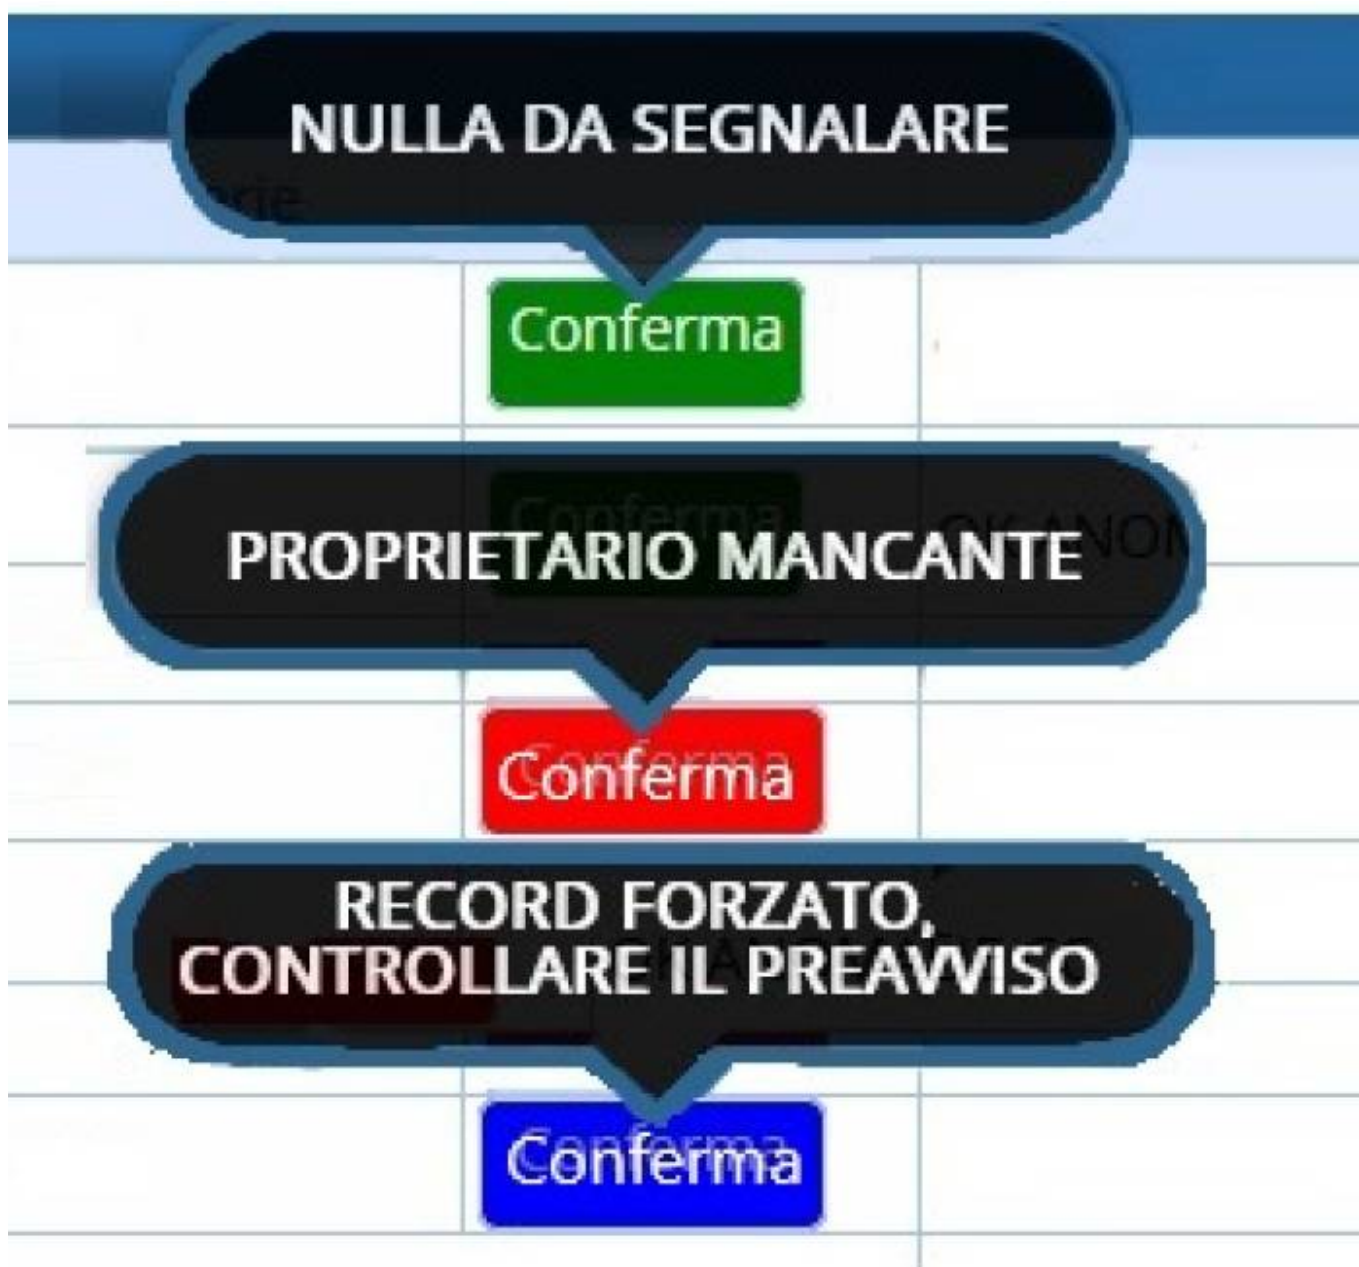 NULLA DA SEGNALARE
Conferma
PROPRIETARIO MANCANTE
Conferma
RECORD FORZATO,
CONTROLLARE IL PREAVVISO
Conferma